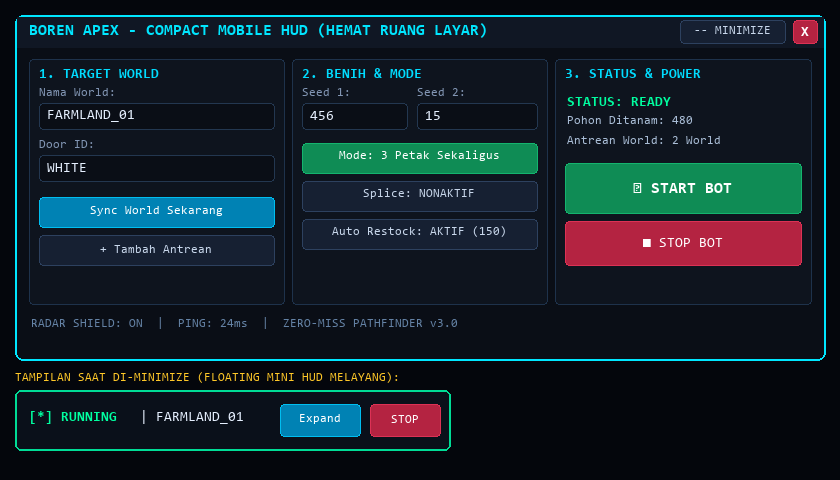 BOREN APEX - COMPACT MOBILE HUD (HEMAT RUANG LAYAR)
-- MINIMIZE
X
1. TARGET WORLD
Nama World:
FARMLAND_01
Door ID:
WHITE
Sync World Sekarang
+ Tambah Antrean
2. BENIH & MODE
Seed 1: Seed 2:
456 15
Mode: 3 Petak Sekaligus
Splice: NONAKTIF
Auto Restock: AKTIF (150)
3. STATUS & POWER
STATUS: READY
Pohon Ditanam: 480
Antrean World: 2 World
START BOT
■ STOP BOT
RADAR SHIELD: ON | PING: 24ms | ZERO-MISS PATHFINDER v3.0
TAMPILAN SAAT DI-MINIMIZE (FLOATING MINI HUD MELAYANG):
[*] RUNNING | FARMLAND_01
Expand
STOP